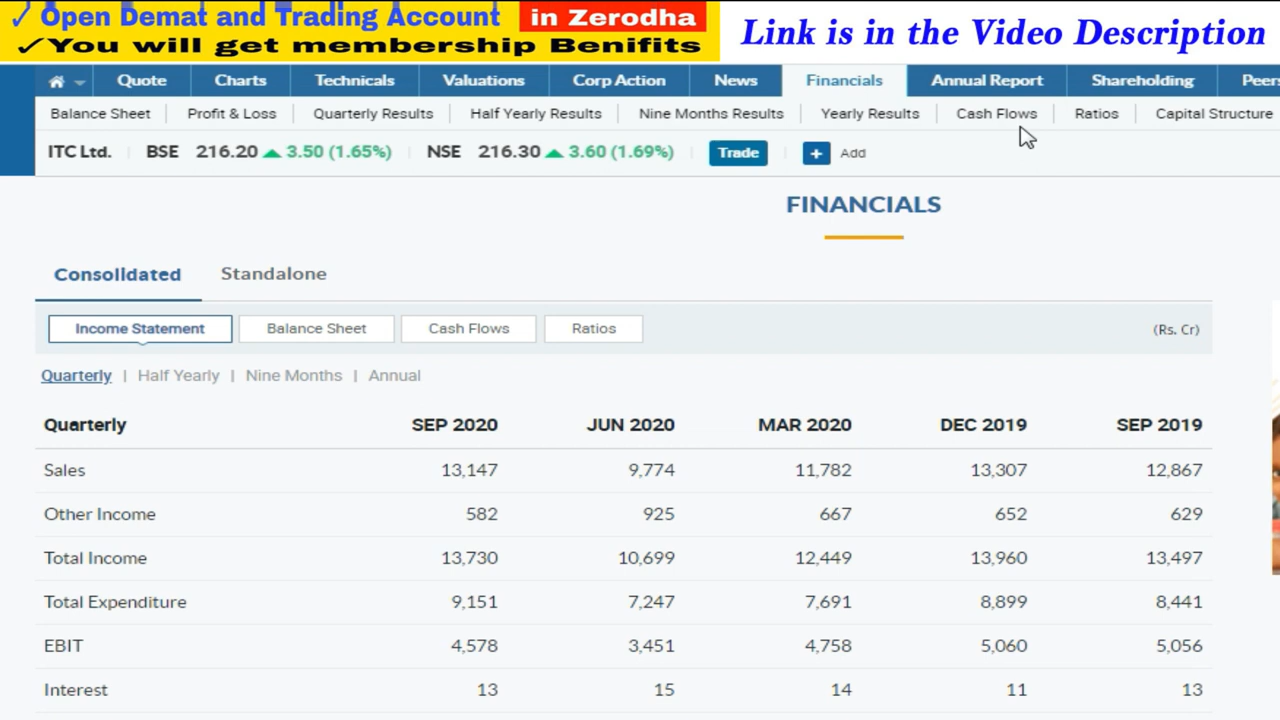 ✓ Open Demat and Trading Account in Zerodha
✓You will get membership Benifits
Link is in the Video Description
Quote Charts Technicals Valuations Corp Action News Financials Annual Report Shareholding Peers
Balance Sheet | Profit & Loss | Quarterly Results | Half Yearly Results | Nine Months Results | Yearly Results | Cash Flows | Ratios | Capital Structure
ITC Ltd. BSE 216.20 ▲ 3.50 (1.65%) NSE 216.30 ▲ 3.60 (1.69%) Trade + Add
FINANCIALS
Consolidated Standalone
Income Statement Balance Sheet Cash Flows Ratios (Rs. Cr)
Quarterly | Half Yearly | Nine Months | Annual
Quarterly SEP 2020 JUN 2020 MAR 2020 DEC 2019 SEP 2019
Sales 13,147 9,774 11,782 13,307 12,867
Other Income 582 925 667 652 629
Total Income 13,730 10,699 12,449 13,960 13,497
Total Expenditure 9,151 7,247 7,691 8,899 8,441
EBIT 4,578 3,451 4,758 5,060 5,056
Interest 13 15 14 11 13